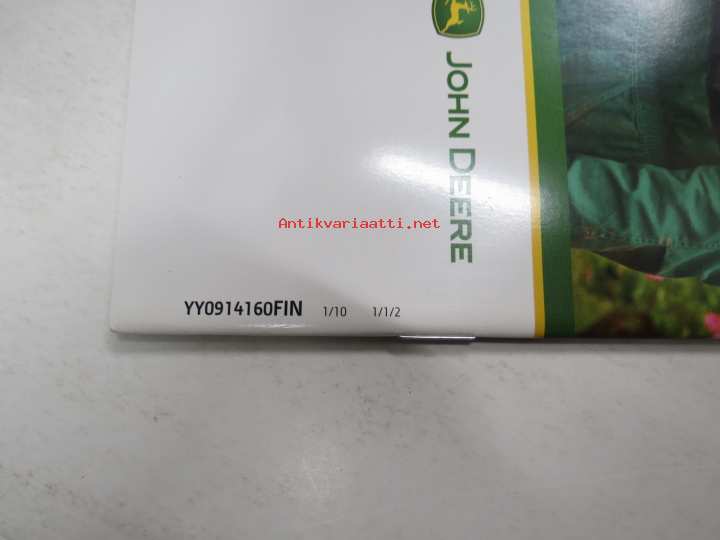 JOHN DEERE
Antikvariaatti.net
YY0914160FIN 1/10 1/1/2